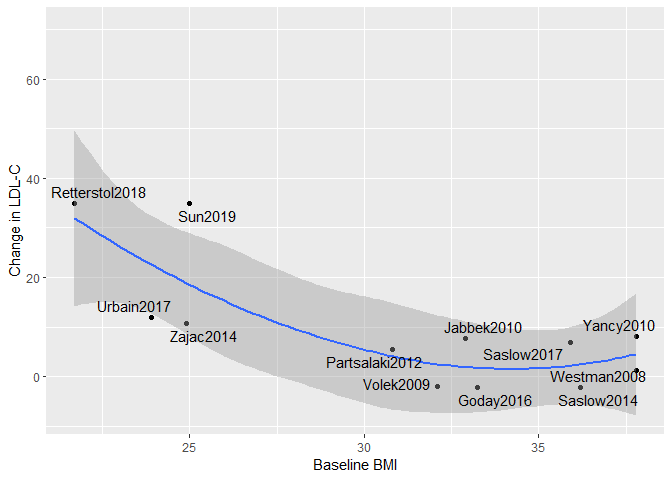 60
40
Retterstol2018
Sun2019
20
Urbain2017
Zajac2014
Jabbek2010
Yancy2010
Partsalaki2012
Saslow2017
Volek2009
Westman2008
0
Goday2016
Saslow2014
25
30
35
Baseline BMI
Change in LDL-C